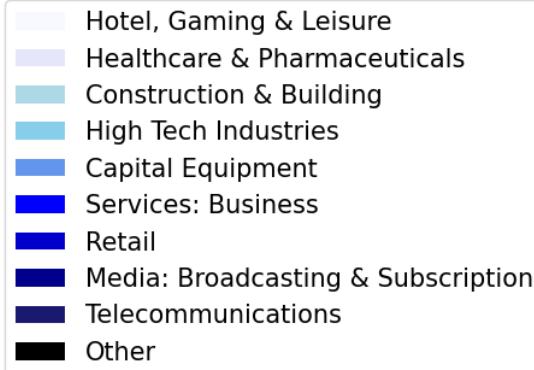 Hotel, Gaming & Leisure
Healthcare & Pharmaceuticals
Construction & Building
High Tech Industries
Capital Equipment
Services: Business
Retail
Media: Broadcasting & Subscription
Telecommunications
Other